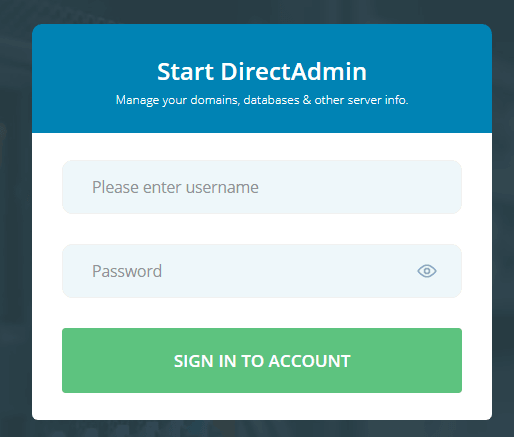 Start DirectAdmin
Manage your domains, databases & other server info.
Please enter username
Password
SIGN IN TO ACCOUNT